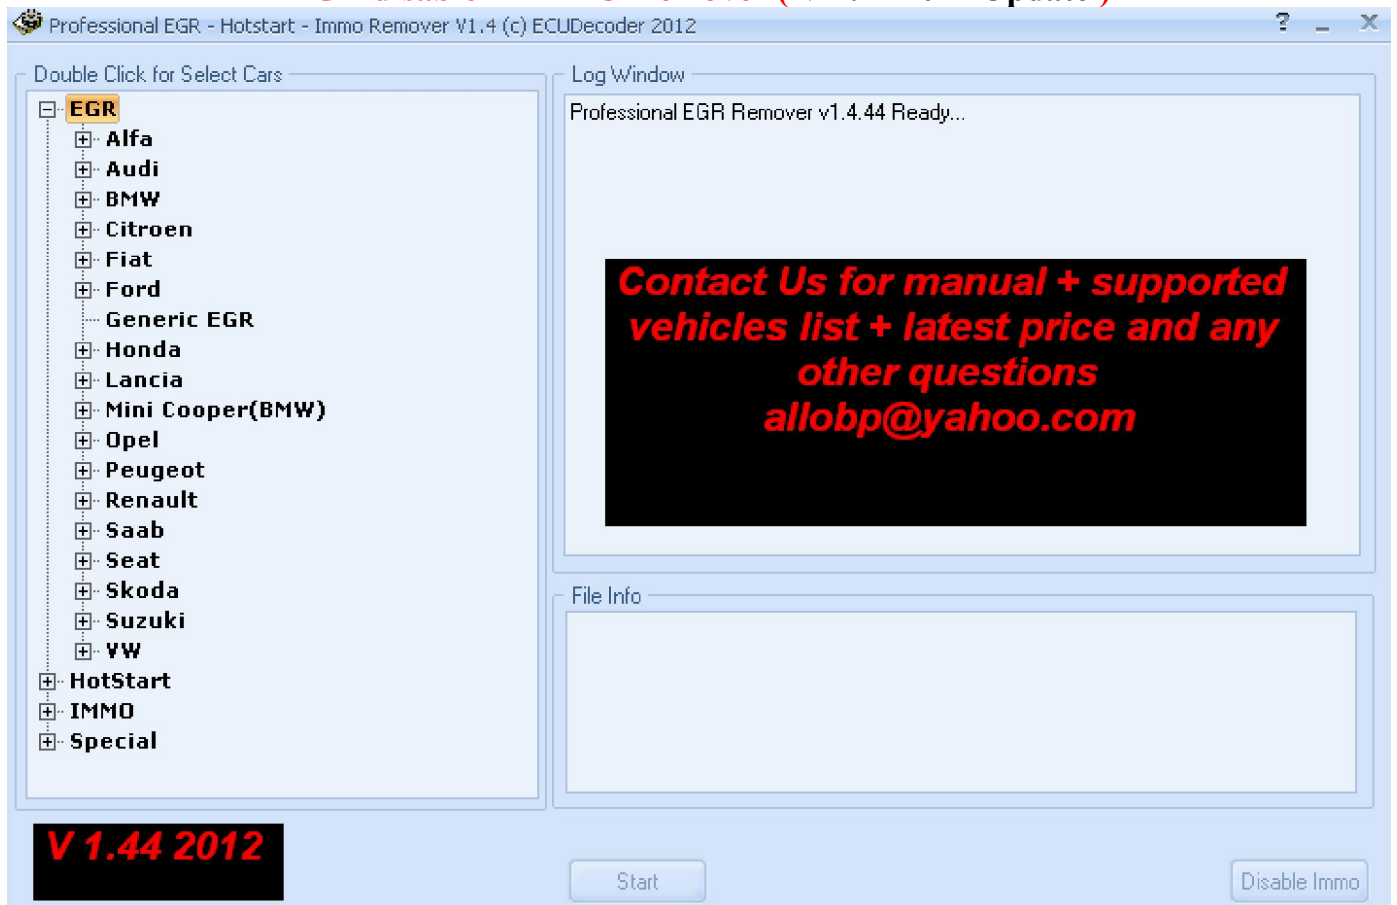 Professional EGR - Hotstart - Immo Remover V1.4 (c) ECUDecoder 2012
? _ X
Double Click for Select Cars
EGR
Alfa
Audi
BMW
Citroen
Fiat
Ford
Generic EGR
Honda
Lancia
Mini Cooper(BMW)
Opel
Peugeot
Renault
Saab
Seat
Skoda
Suzuki
VW
HotStart
IMMO
Special
Log Window
Professional EGR Remover v1.4.44 Ready...
Contact Us for manual + supported
vehicles list + latest price and any
other questions
allobp@yahoo.com
File Info
V 1.44 2012
Start
Disable Immo